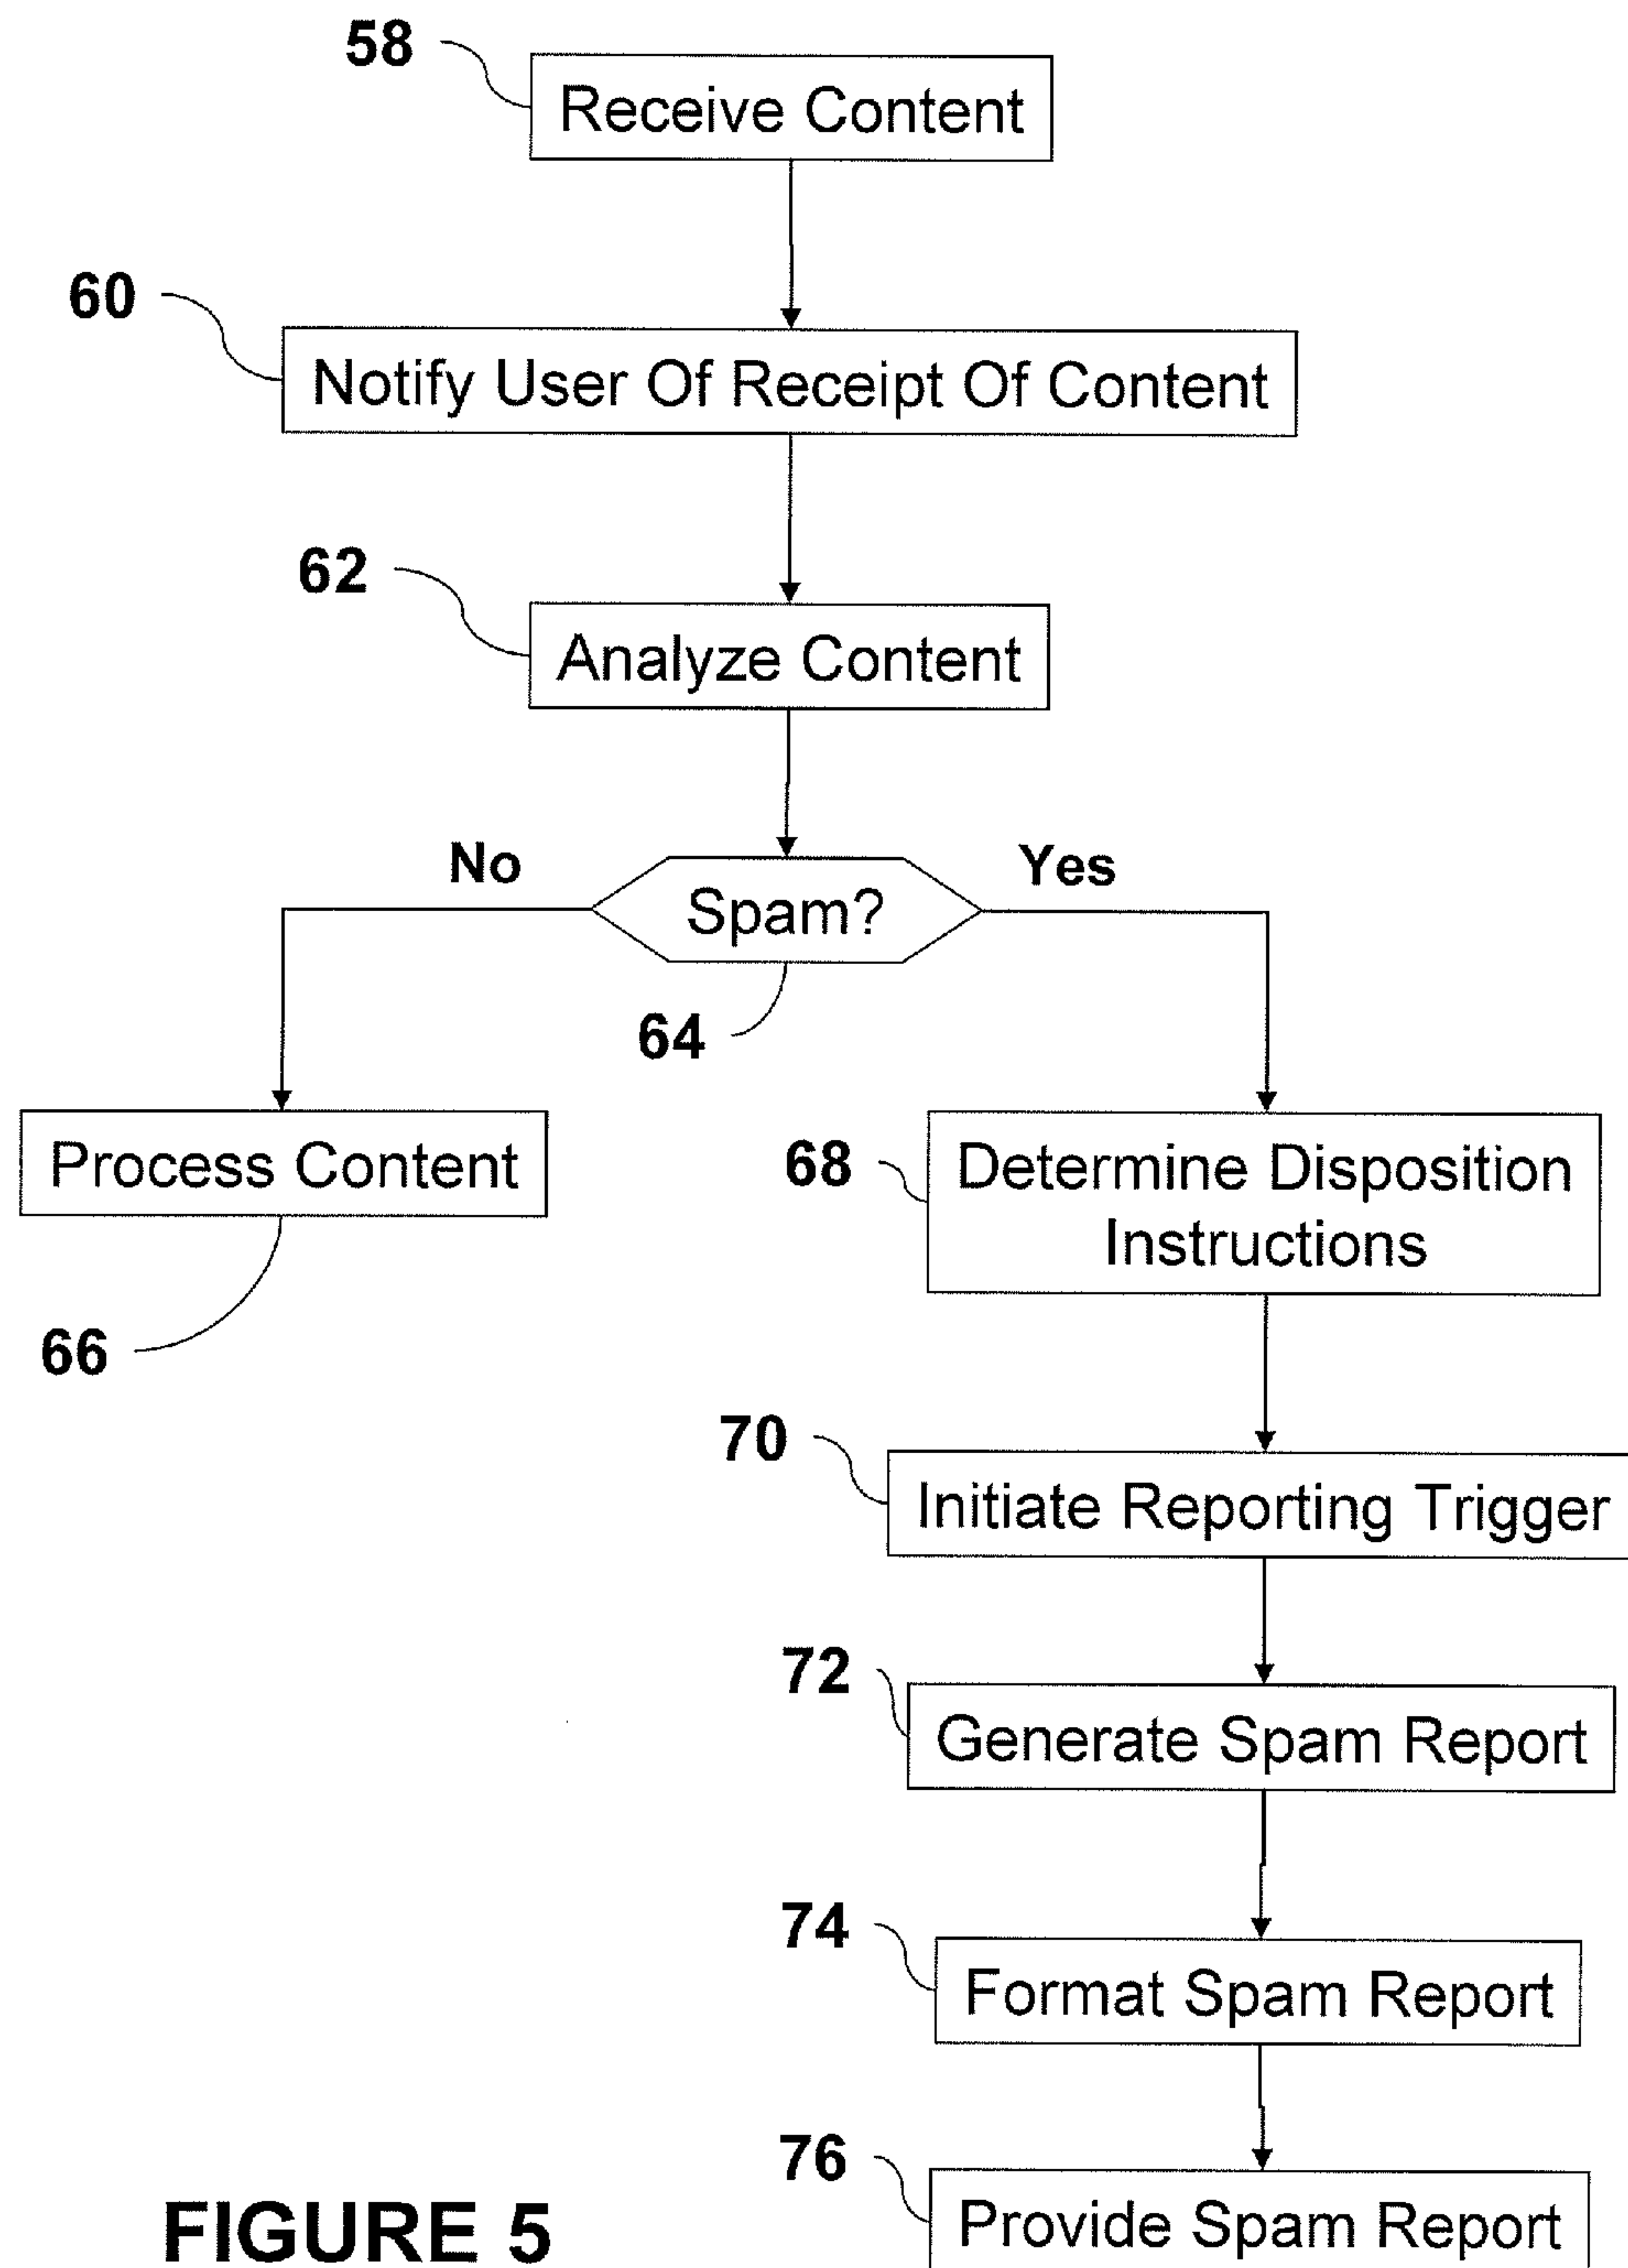 58
Receive Content
60
Notify User Of Receipt Of Content
62
Analyze Content
No
Yes
Spam?
64
Process Content
68
Determine Disposition
Instructions
66
70
Initiate Reporting Trigger
72
Generate Spam Report
74
Format Spam Report
76
Provide Spam Report
FIGURE 5